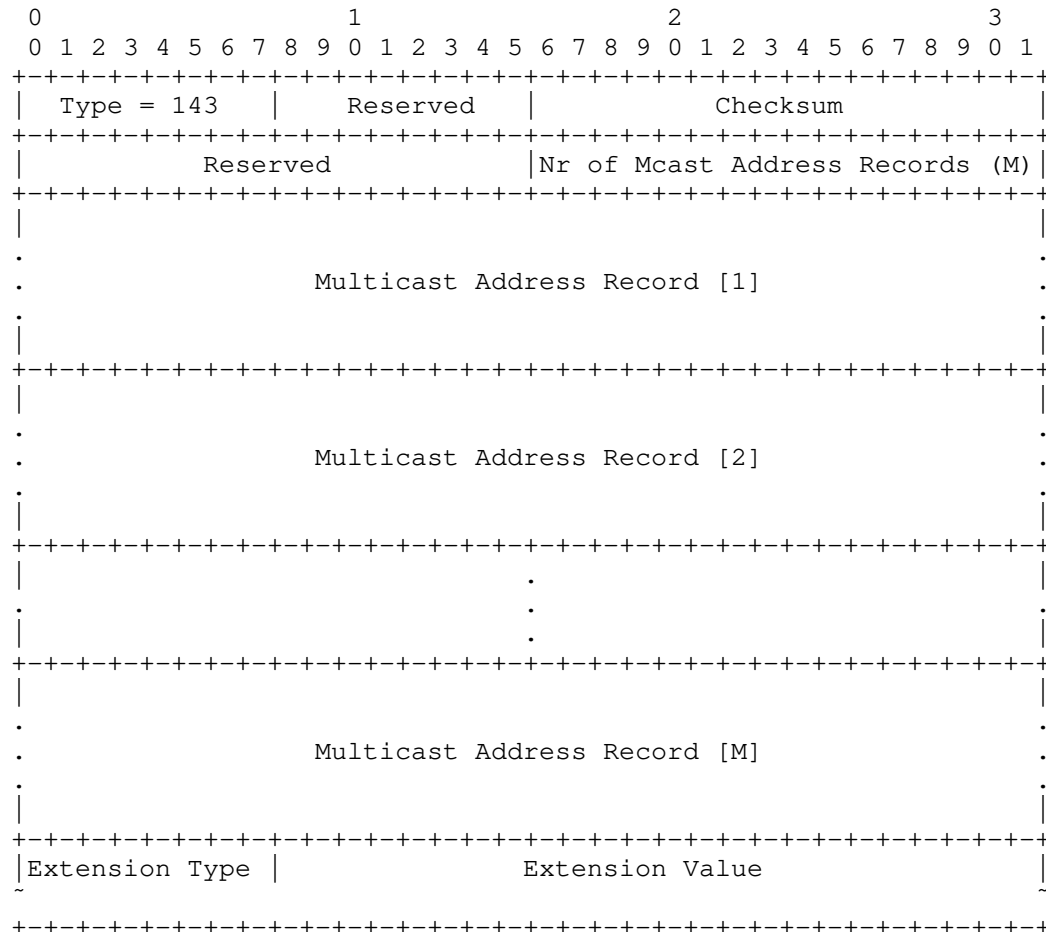 0 1 2 3
0 1 2 3 4 5 6 7 8 9 0 1 2 3 4 5 6 7 8 9 0 1 2 3 4 5 6 7 8 9 0 1
+-+-+-+-+-+-+-+-+-+-+-+-+-+-+-+-+-+-+-+-+-+-+-+-+-+-+-+-+-+-+-+-+
| Type = 143 | Reserved | Checksum |
+-+-+-+-+-+-+-+-+-+-+-+-+-+-+-+-+-+-+-+-+-+-+-+-+-+-+-+-+-+-+-+-+
| Reserved |Nr of Mcast Address Records (M)|
+-+-+-+-+-+-+-+-+-+-+-+-+-+-+-+-+-+-+-+-+-+-+-+-+-+-+-+-+-+-+-+-+
| |
. .
. Multicast Address Record [1] .
. .
| |
+-+-+-+-+-+-+-+-+-+-+-+-+-+-+-+-+-+-+-+-+-+-+-+-+-+-+-+-+-+-+-+-+
| |
. .
. Multicast Address Record [2] .
. .
| |
+-+-+-+-+-+-+-+-+-+-+-+-+-+-+-+-+-+-+-+-+-+-+-+-+-+-+-+-+-+-+-+-+
| . |
. . .
| . |
+-+-+-+-+-+-+-+-+-+-+-+-+-+-+-+-+-+-+-+-+-+-+-+-+-+-+-+-+-+-+-+-+
| |
. .
. Multicast Address Record [M] .
. .
| |
+-+-+-+-+-+-+-+-+-+-+-+-+-+-+-+-+-+-+-+-+-+-+-+-+-+-+-+-+-+-+-+-+
|Extension Type | Extension Value |
~ ~
+-+-+-+-+-+-+-+-+-+-+-+-+-+-+-+-+-+-+-+-+-+-+-+-+-+-+-+-+-+-+-+-+